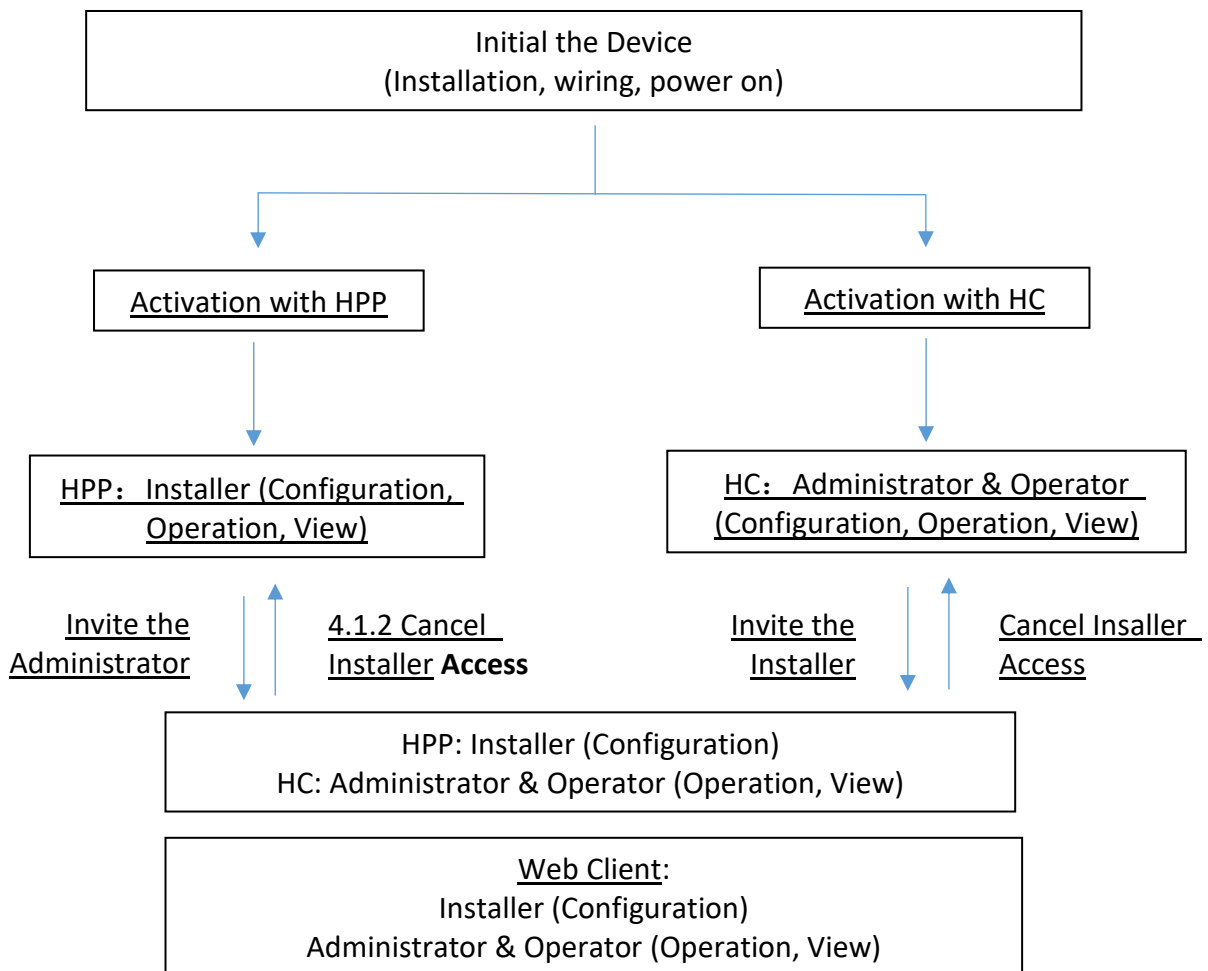 Initial the Device
(Installation, wiring, power on)
Activation with HPP
Activation with HC
HPP： Installer (Configuration,
Operation, View)
HC： Administrator & Operator
(Configuration, Operation, View)
Invite the
Administrator
4.1.2 Cancel
Installer Access
Invite the
Installer
Cancel Insaller
Access
HPP: Installer (Configuration)
HC: Administrator & Operator (Operation, View)
Web Client:
Installer (Configuration)
Administrator & Operator (Operation, View)